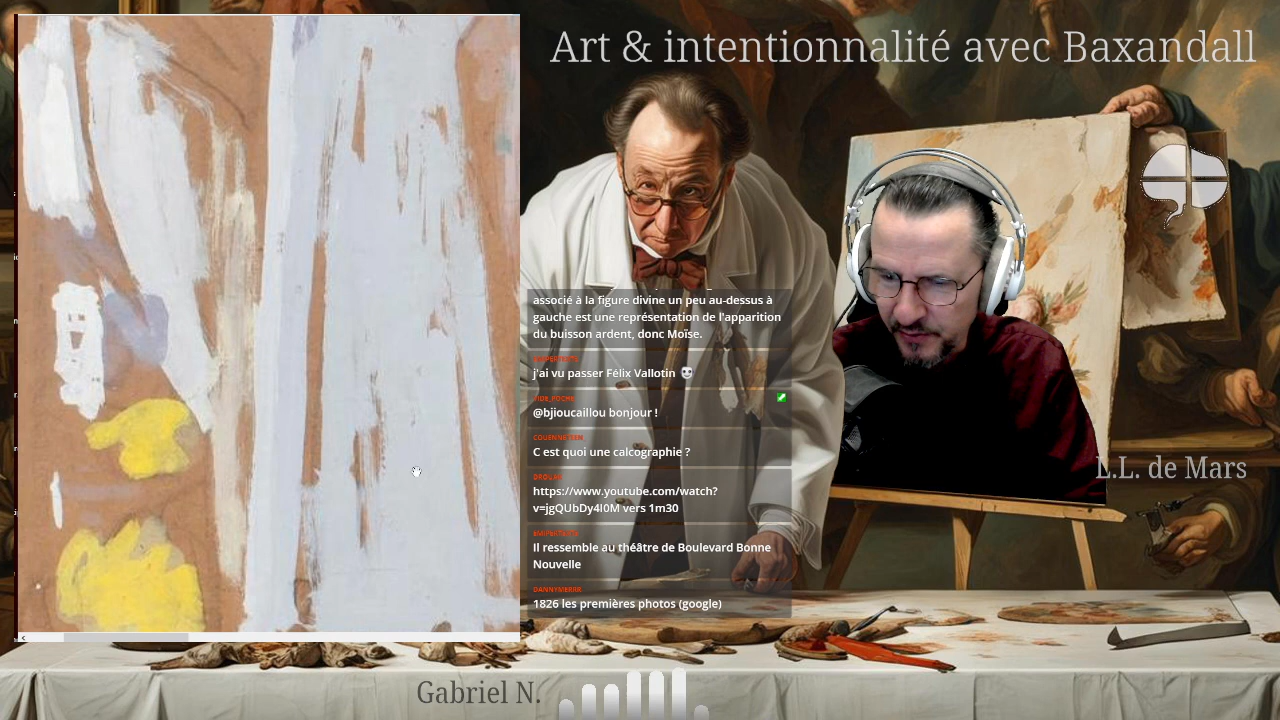 Art & intentionnalité avec Baxandall
associé à la figure divine un peu au-dessus à
gauche est une représentation de l'apparition
du buisson ardent, donc Moïse.
j'ai vu passer Félix Vallotin
@bjioucaillou bonjour !
C est quoi une calcographie ?
https://www.youtube.com/watch?
v=jgQUbDy4I0M vers 1m30
Il ressemble au théâtre de Boulevard Bonne
Nouvelle
DANNYMERRR
1826 les premières photos (google)
L.L. de Mars
Gabriel N.